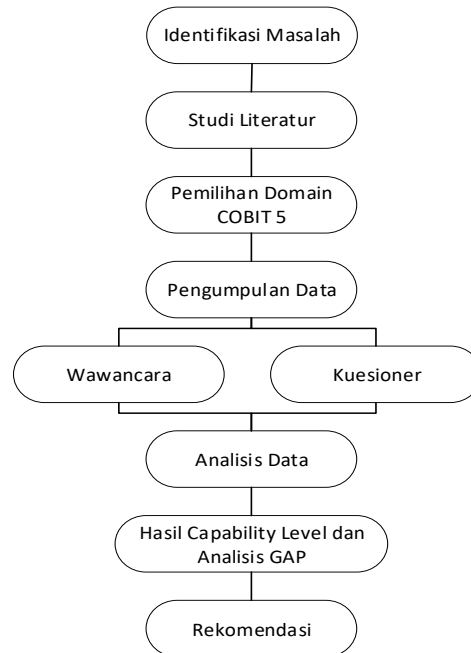 Identifikasi Masalah
Studi Literatur
Pemilihan Domain
COBIT 5
Pengumpulan Data
Wawancara
Kuesioner
Analisis Data
Hasil Capability Level dan
Analisis GAP
Rekomendasi